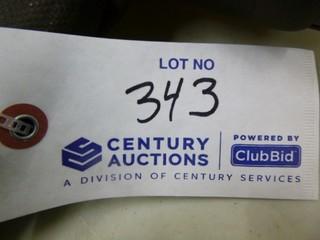 LOT NO
343
CENTURY AUCTIONS
POWERED BY
ClubBid
A DIVISION OF CENTURY SERVICES